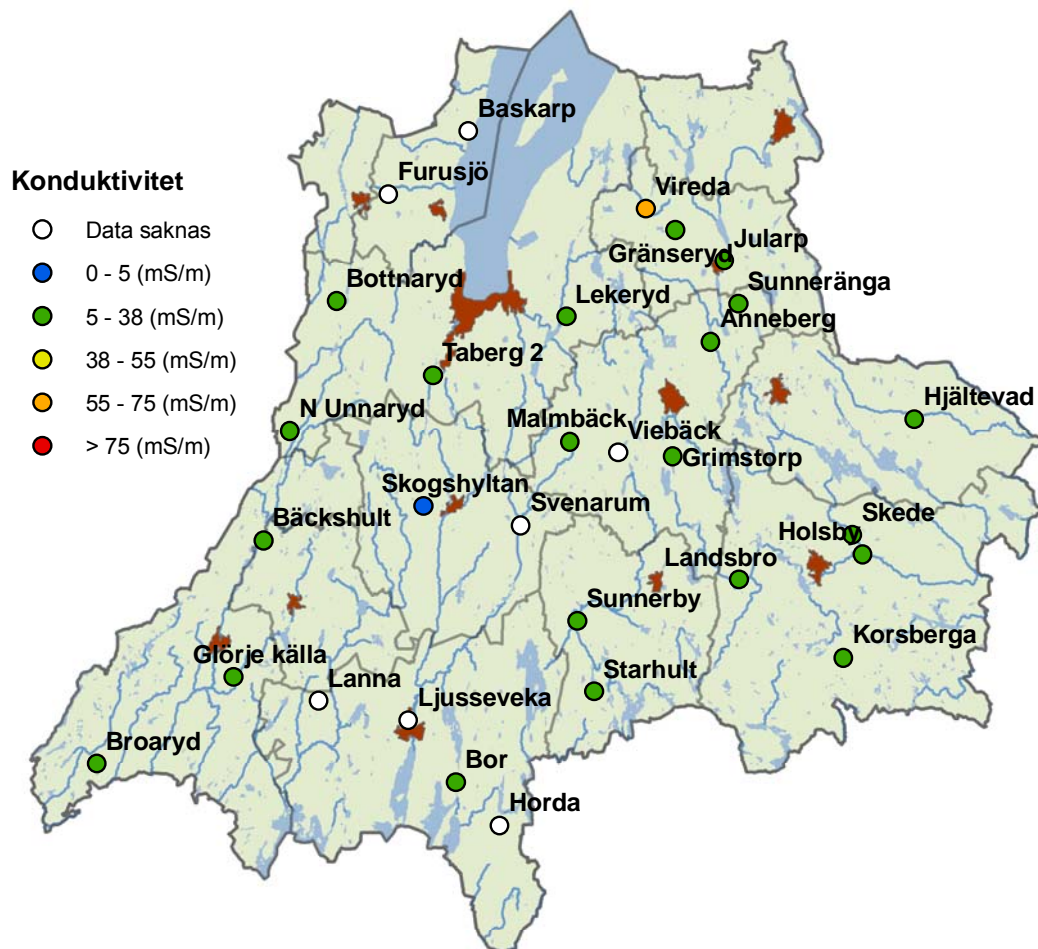 Baskarp
Konduktivitet
Furusjö
Vireda
Data saknas
0 - 5 (mS/m)
5 - 38 (mS/m)
38 - 55 (mS/m)
55 - 75 (mS/m)
> 75 (mS/m)
Gränseryd
Jularp
Bottnaryd
Lekeryd
Sunneränga
Anneberg
Taberg 2
N Unnaryd
Malmbäck
Viebäck
Hjältevad
Grimstorp
Skogshyltan
Svenarum
Bäckshult
Holsby
Skede
Landsbro
Sunnerby
Korsberga
Glörje källa
Lanna
Ljusseveka
Starhult
Broaryd
Bor
Horda